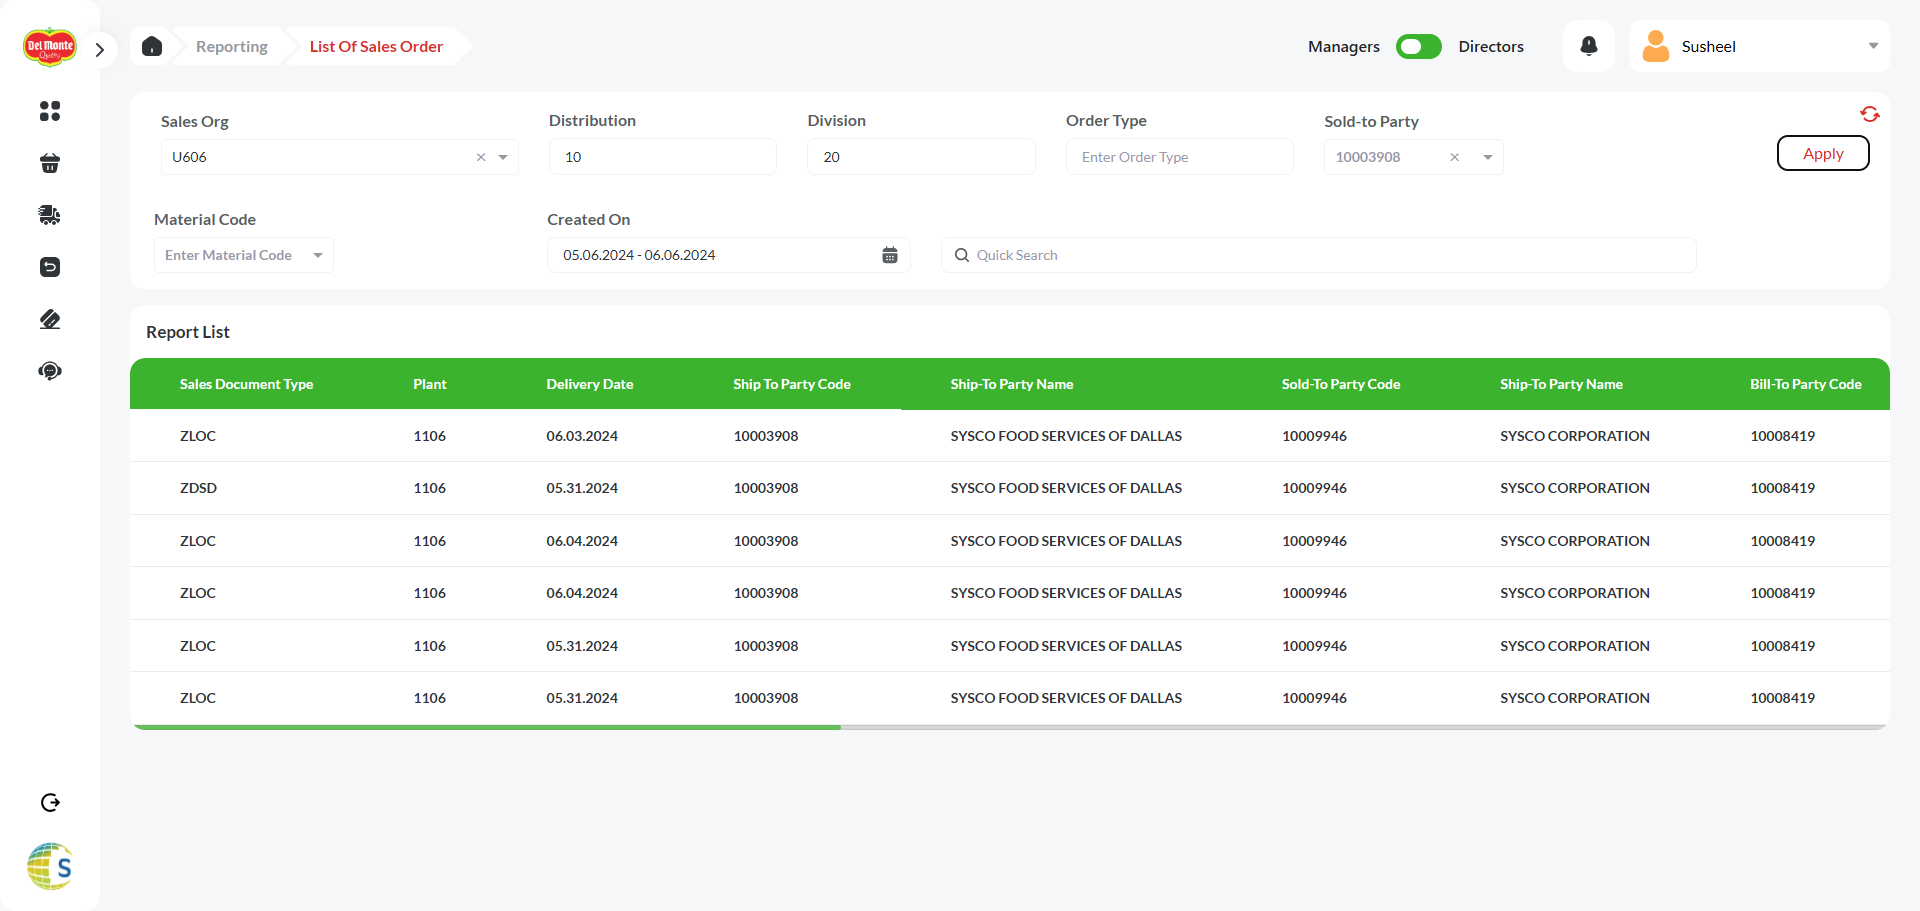 Del Monte
Quality
Reporting
List Of Sales Order
Managers
Directors
Susheel
Sales Org
Distribution
Division
Order Type
Sold-to Party
U606
10
20
Enter Order Type
10003908
Apply
Material Code
Created On
Enter Material Code
05.06.2024 - 06.06.2024
Quick Search
Report List
Sales Document Type Plant Delivery Date Ship To Party Code Ship-To Party Name Sold-To Party Code Ship-To Party Name Bill-To Party Code
ZLOC 1106 06.03.2024 10003908 SYSCO FOOD SERVICES OF DALLAS 10009946 SYSCO CORPORATION 10008419
ZDSD 1106 05.31.2024 10003908 SYSCO FOOD SERVICES OF DALLAS 10009946 SYSCO CORPORATION 10008419
ZLOC 1106 06.04.2024 10003908 SYSCO FOOD SERVICES OF DALLAS 10009946 SYSCO CORPORATION 10008419
ZLOC 1106 06.04.2024 10003908 SYSCO FOOD SERVICES OF DALLAS 10009946 SYSCO CORPORATION 10008419
ZLOC 1106 05.31.2024 10003908 SYSCO FOOD SERVICES OF DALLAS 10009946 SYSCO CORPORATION 10008419
ZLOC 1106 05.31.2024 10003908 SYSCO FOOD SERVICES OF DALLAS 10009946 SYSCO CORPORATION 10008419
S